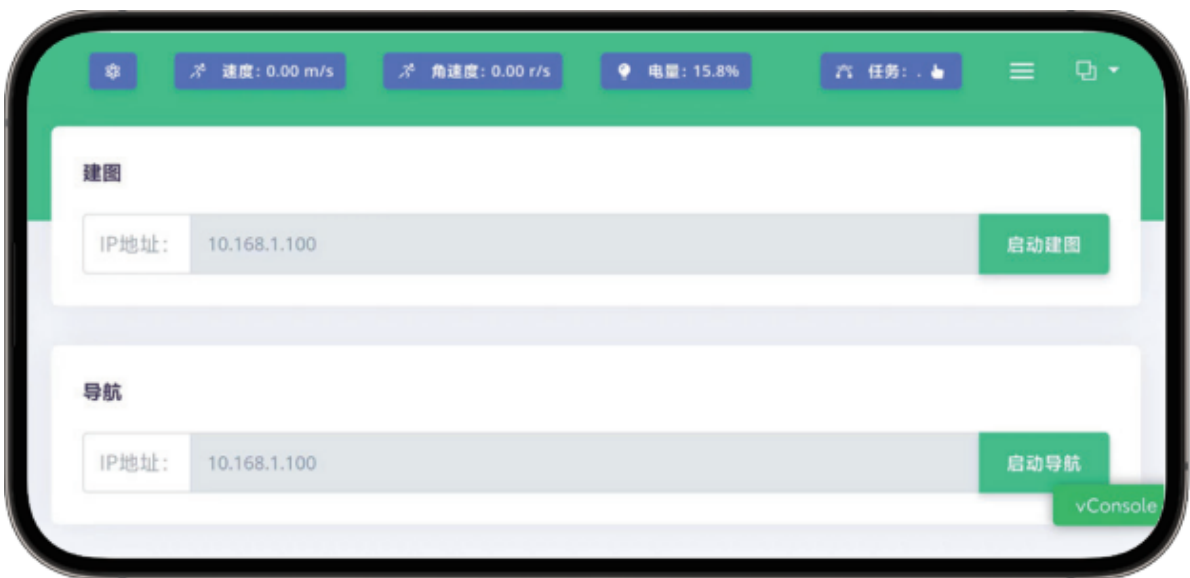 速度: 0.00 m/s 角速度: 0.00 r/s 电量: 15.8% 任务: .
建图
IP地址: 10.168.1.100 启动建图
导航
IP地址: 10.168.1.100 启动导航
vConsole